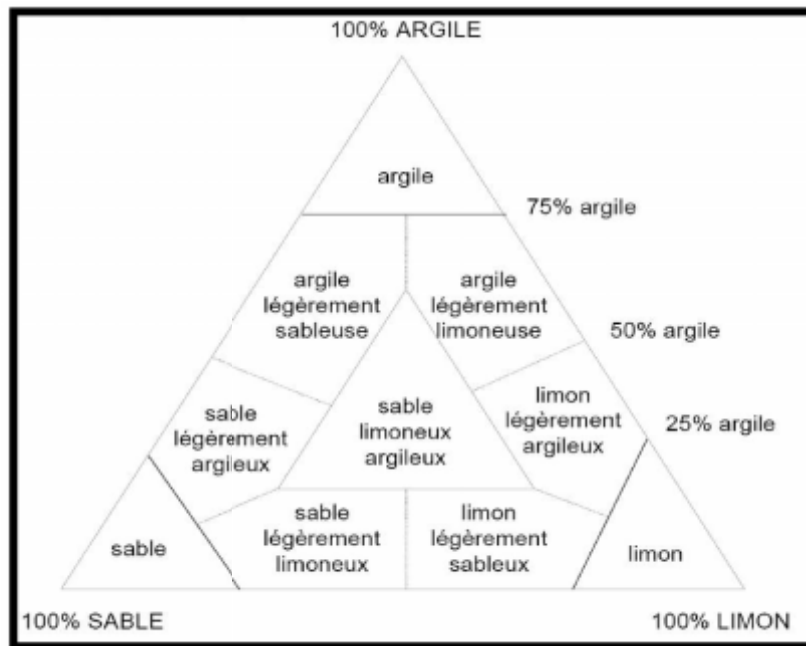 100% ARGILE
argile
75% argile
argile
légèrement
sableuse
argile
légèrement
limoneuse
50% argile
sable
légèrement
argileux
sable
limoneux
argileux
limon
légèrement
argileux
25% argile
sable
sable
légèrement
limoneux
limon
légèrement
sableux
limon
100% SABLE
100% LIMON